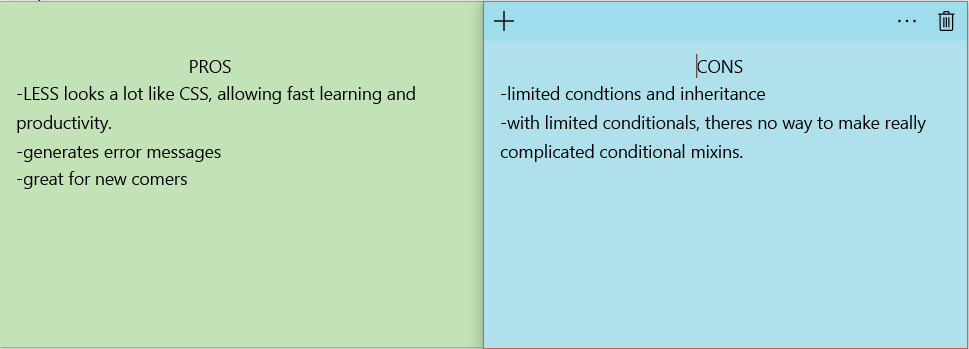 PROS
-LESS looks a lot like CSS, allowing fast learning and
productivity.
-generates error messages
-great for new comers
CONS
-limited condtions and inheritance
-with limited conditionals, theres no way to make really
complicated conditional mixins.